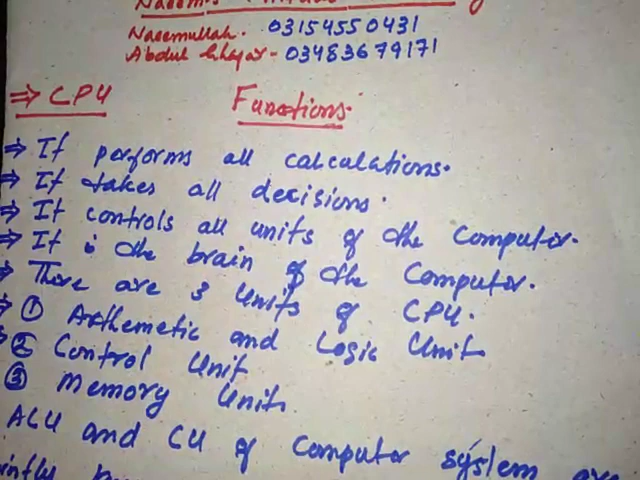 Naeemullah. 03154550431
Abdul Ghafar - 03483679171
⇒ CPU Functions.
⇒ It performs all calculations.
⇒ It takes all decisions.
⇒ It controls all units of the Computer.
⇒ It is the brain of the Computer.
⇒ There are 3 Units of CPU.
⇒ ① Arthemetic and Logic Unit
② Control Unit
③ Memory Unit.
ALU and CU of Computer system are